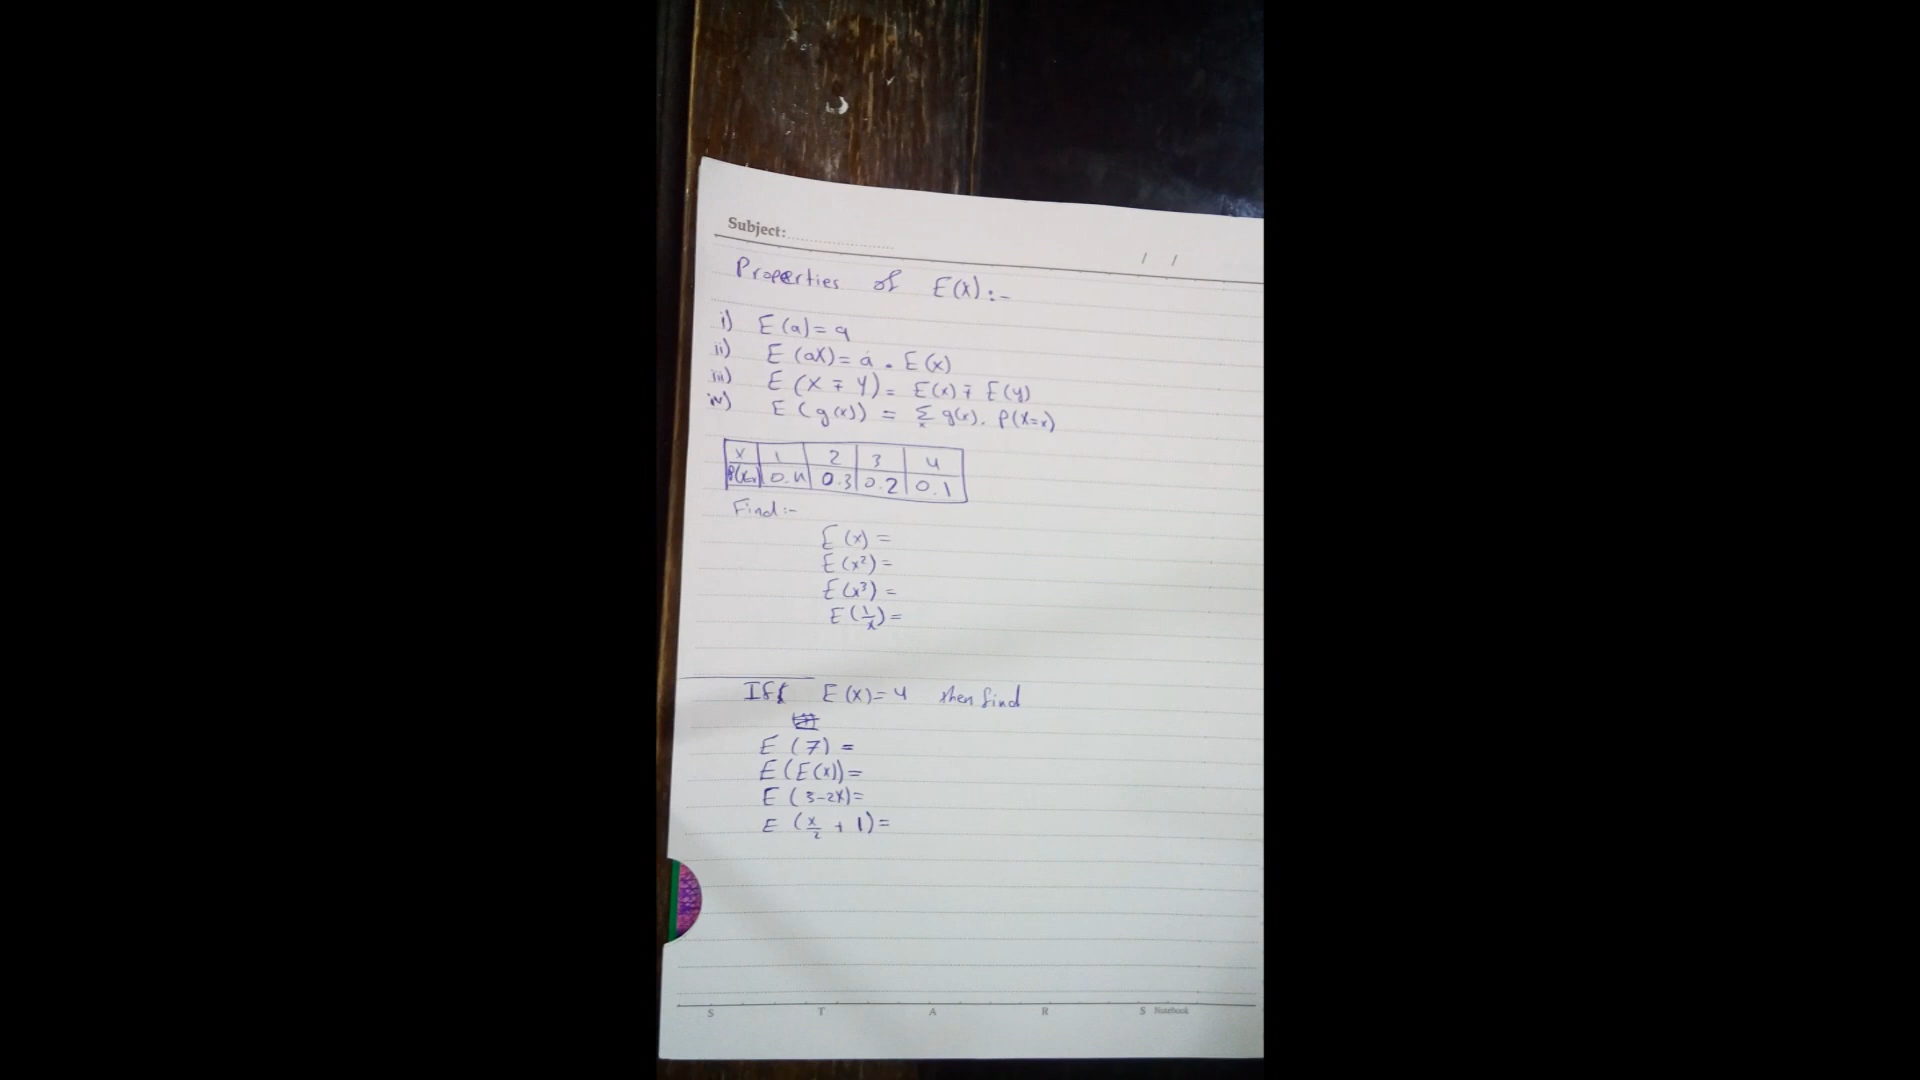 Subject:
/ /
Properties of E(X):-
i) E(a)= a
ii) E(aX)= a . E(x)
iii) E(X ∓ Y)= E(x) ∓ E(y)
iv) E(g(x)) = Σ g(x). P(X=x)
x
X 1 2 3 4
P(X=x) 0.4 0.3 0.2 0.1
Find:-
E(x) =
E(x²) =
E(x³) =
E(1/x) =
If E(X)= 4 then find
E(7) =
E(E(x))=
E(3-2X)=
E(x/2 + 1)=
S T A R S Notebook